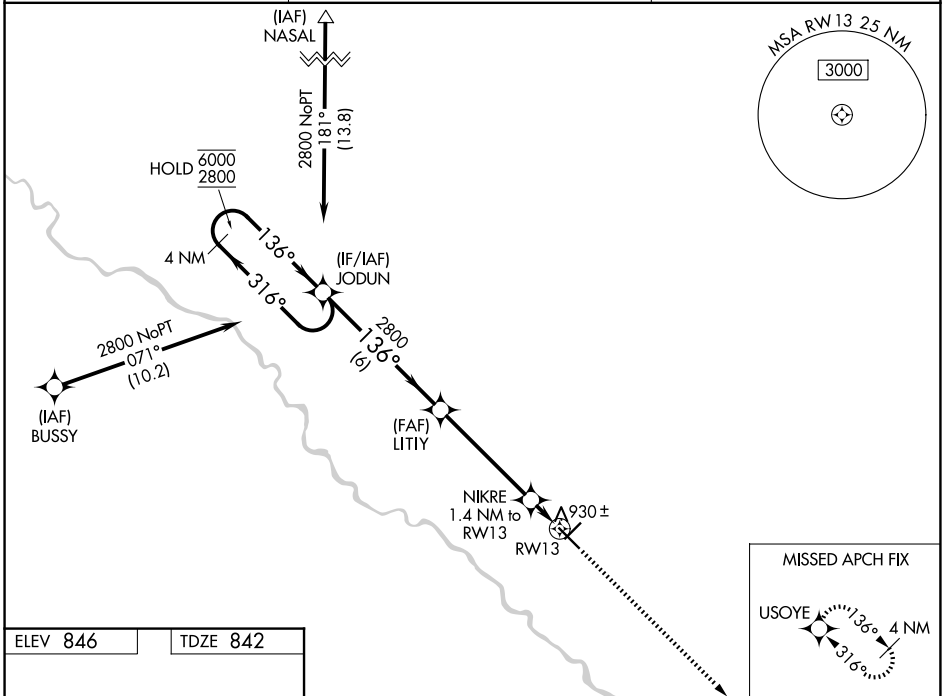 (IAF)
NASAL
MSA RW13 25 NM
3000
2800 NoPT
181°
(13.8)
HOLD 6000
2800
4 NM
136°
316°
(IF/IAF)
JODUN
2800
136°
(6)
2800 NoPT
071°
(10.2)
(IAF)
BUSSY
(FAF)
LITIY
NIKRE
1.4 NM to
RW13
930 ±
RW13
MISSED APCH FIX
USOYE
136°
4 NM
316°
ELEV 846
TDZE 842